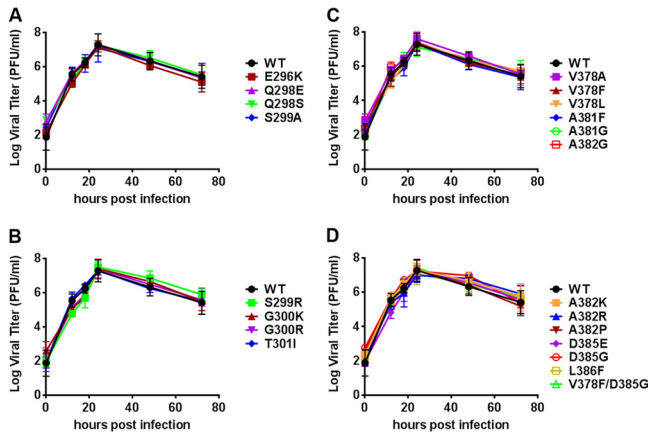 A
Log Viral Titer (PFU/ml)
8
6
4
2
0
0 20 40 60 80
hours post infection
WT
E296K
Q298E
Q298S
S299A
C
Log Viral Titer (PFU/ml)
8
6
4
2
0
0 20 40 60 80
hours post infection
WT
V378A
V378F
V378L
A381F
A381G
A382G
B
Log Viral Titer (PFU/ml)
8
6
4
2
0
0 20 40 60 80
hours post infection
WT
S299R
G300K
G300R
T301I
D
Log Viral Titer (PFU/ml)
8
6
4
2
0
0 20 40 60 80
hours post infection
WT
A382K
A382R
A382P
D385E
D385G
L386F
V378F/D385G